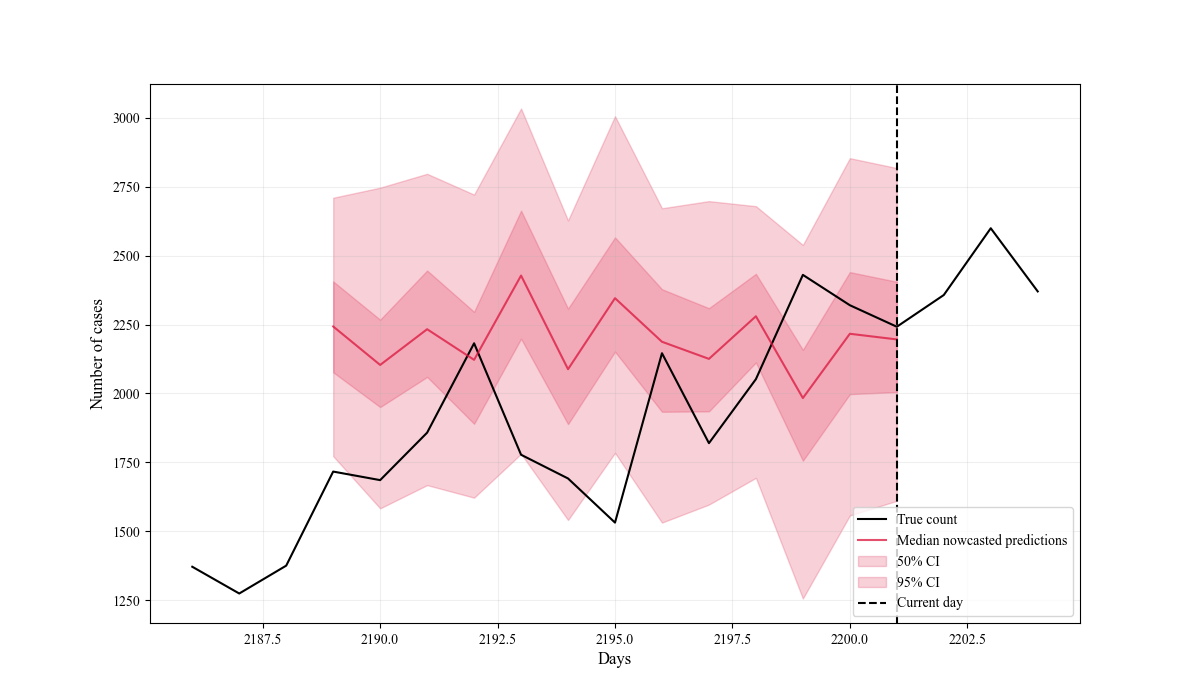 3000
2750
2500
2250
2000
1750
1500
1250
Number of cases
True count
Median nowcasted predictions
50% CI
95% CI
Current day
2187.5 2190.0 2192.5 2195.0 2197.5 2200.0 2202.5
Days